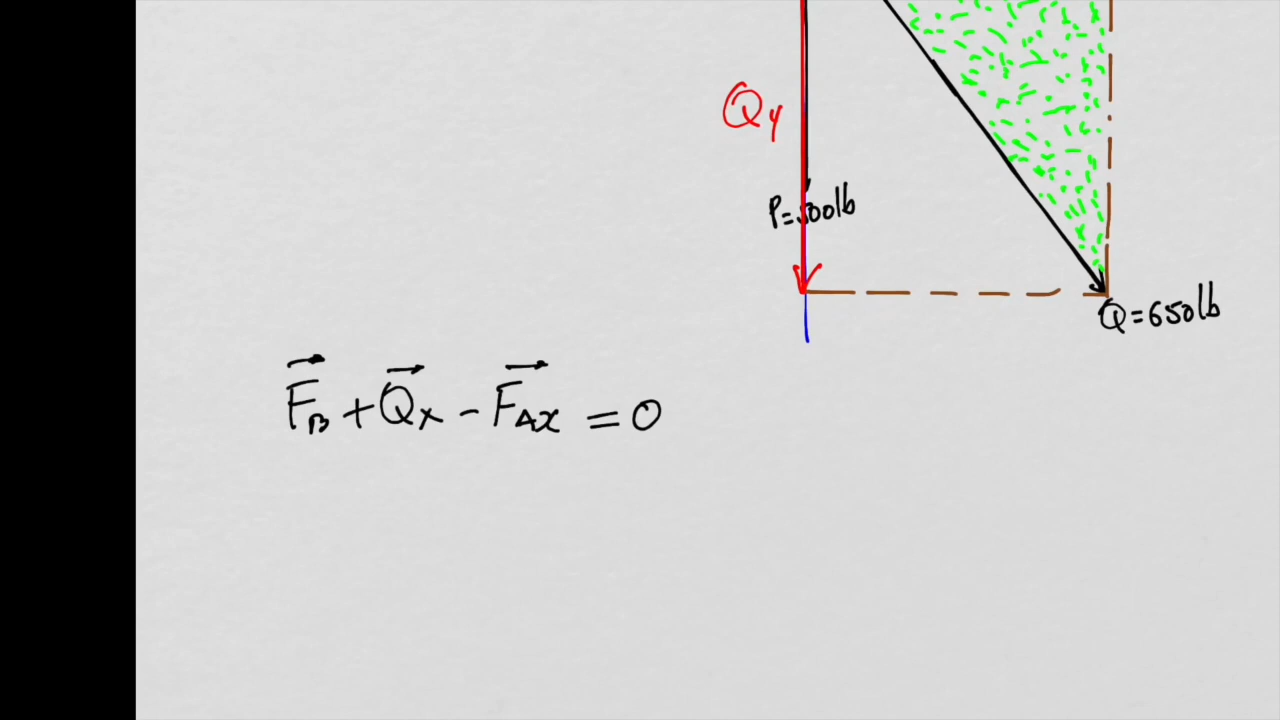 Qy
P=500lb
Q=650lb
F⃗B + Q⃗x - F⃗Ax = 0